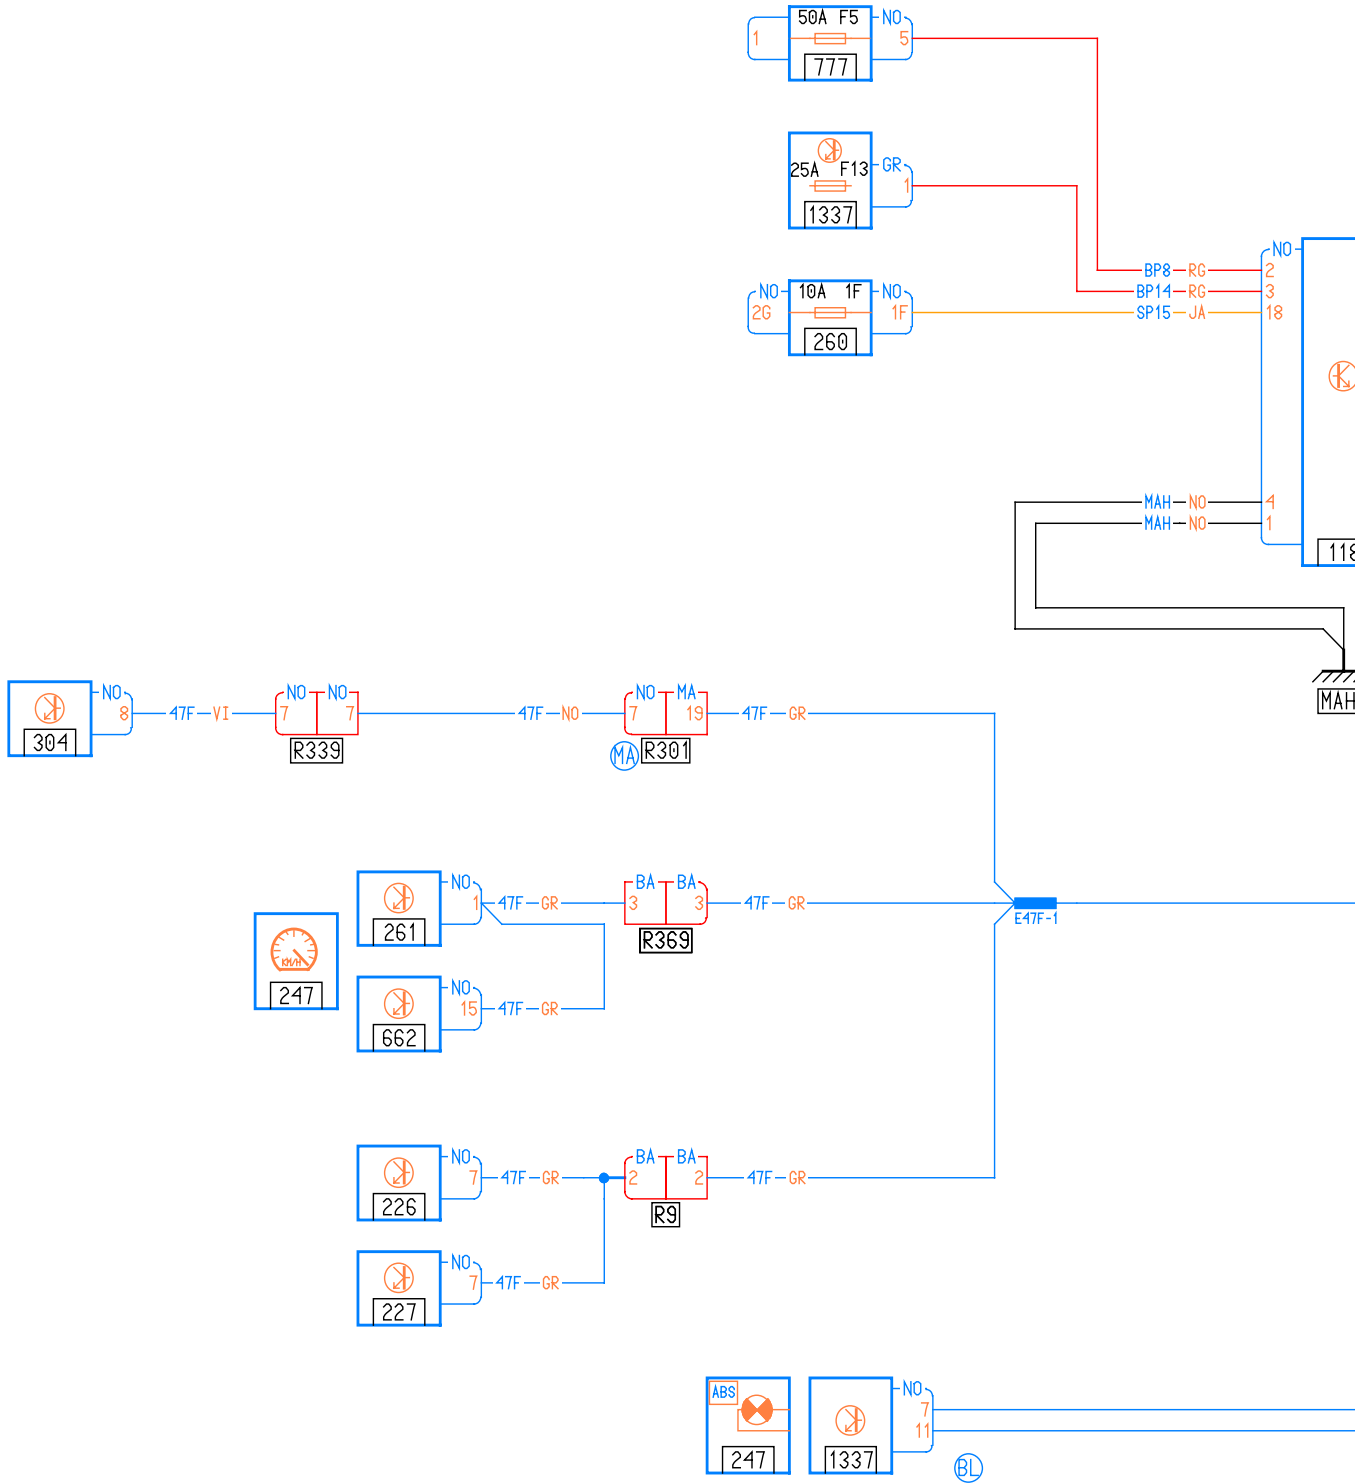 50A F5 NO
1 5
777
GR
25A F13
1
1337
NO 10A 1F NO
2G 1F
260
NO
BP8 RG 2
BP14 RG 3
SP15 JA 18
MAH NO 4
MAH NO 1
MAH
NO
8 47F VI
304
NO NO
7 7
R339
47F NO
NO MA
7 19
MA R301
47F GR
NO
1 47F GR
261
BA BA
3 3
R369
47F GR
E47F-1
KM/H
247
NO
15 47F GR
662
NO
7 47F GR
226
BA BA
2 2
R9
47F GR
NO
7 47F GR
227
ABS
247
NO
7
11
1337
BL